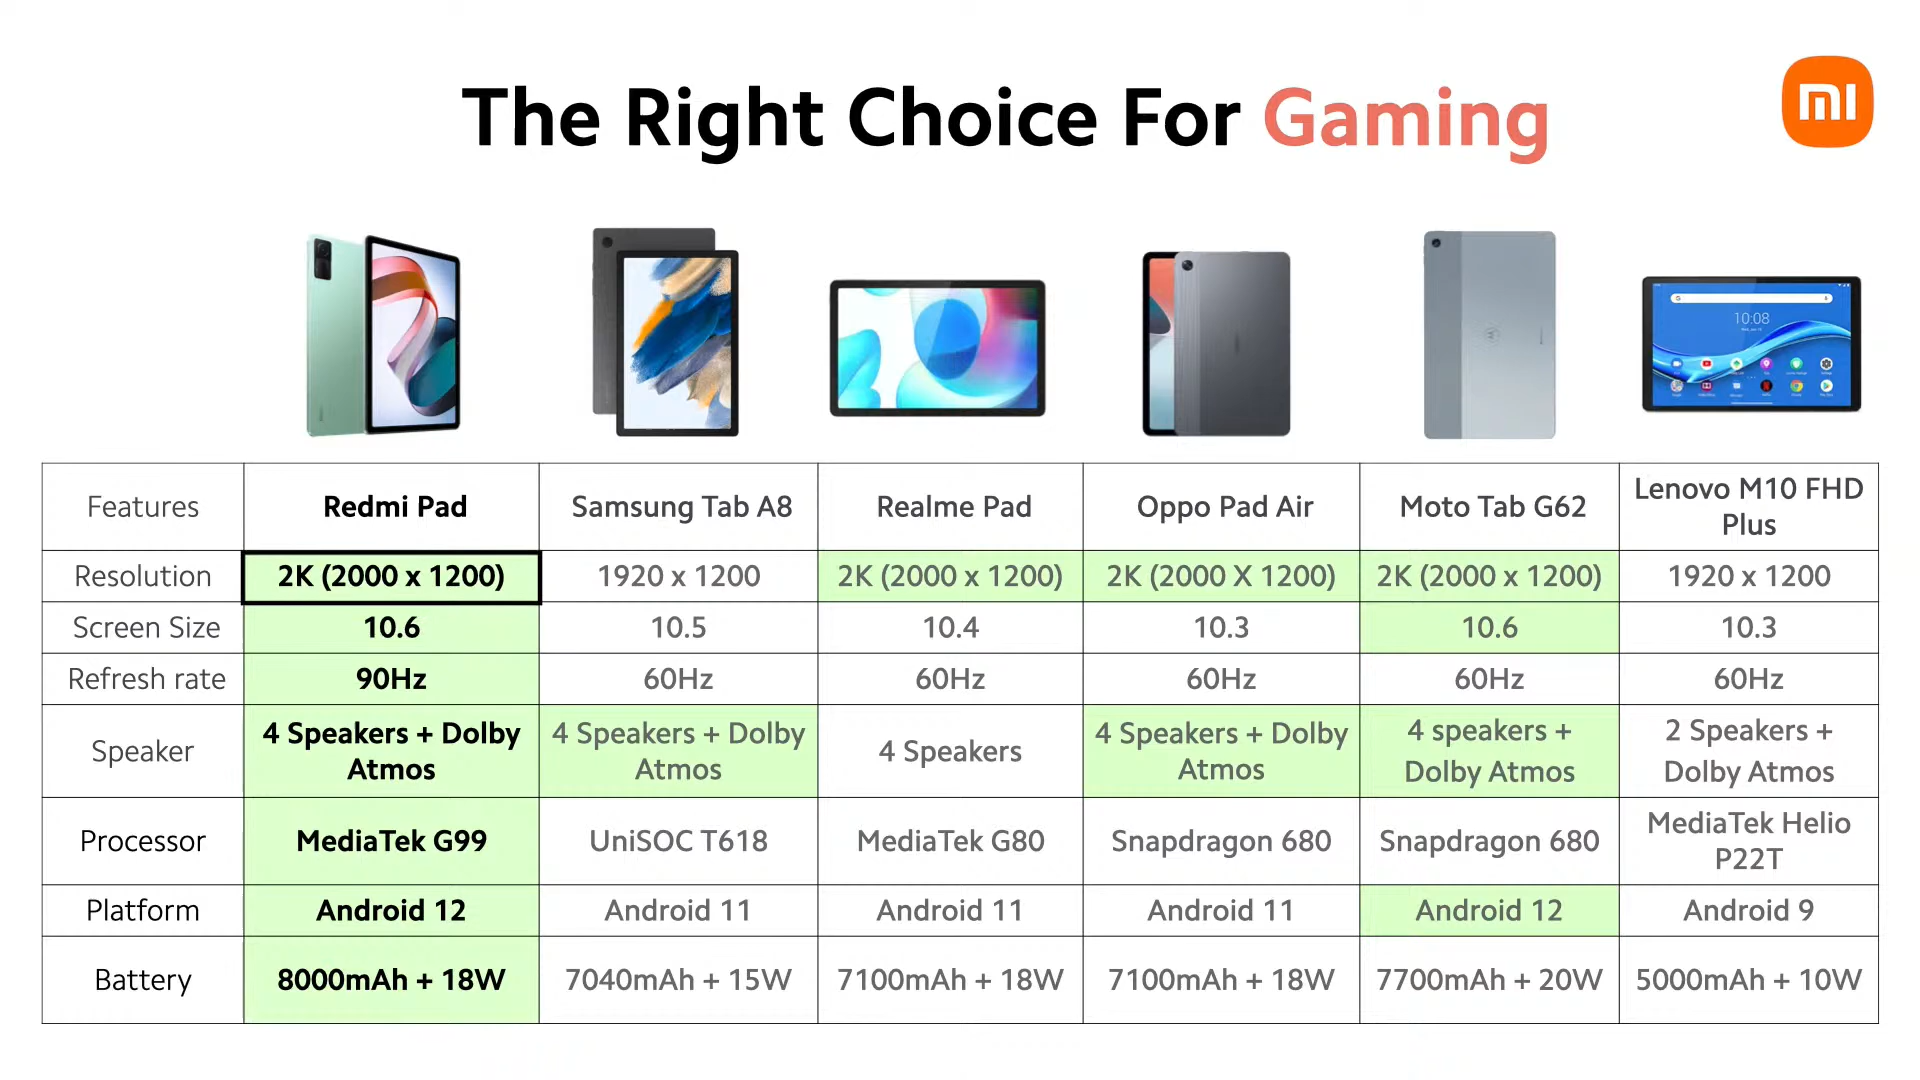 The Right Choice For Gaming
mi
10:08
Features
Redmi Pad
Samsung Tab A8
Realme Pad
Oppo Pad Air
Moto Tab G62
Lenovo M10 FHD
Plus
Resolution
2K (2000 x 1200)
1920 x 1200
2K (2000 x 1200)
2K (2000 X 1200)
2K (2000 x 1200)
1920 x 1200
Screen Size
10.6
10.5
10.4
10.3
10.6
10.3
Refresh rate
90Hz
60Hz
60Hz
60Hz
60Hz
60Hz
Speaker
4 Speakers + Dolby
Atmos
4 Speakers + Dolby
Atmos
4 Speakers
4 Speakers + Dolby
Atmos
4 speakers +
Dolby Atmos
2 Speakers +
Dolby Atmos
Processor
MediaTek G99
UniSOC T618
MediaTek G80
Snapdragon 680
Snapdragon 680
MediaTek Helio
P22T
Platform
Android 12
Android 11
Android 11
Android 11
Android 12
Android 9
Battery
8000mAh + 18W
7040mAh + 15W
7100mAh + 18W
7100mAh + 18W
7700mAh + 20W
5000mAh + 10W